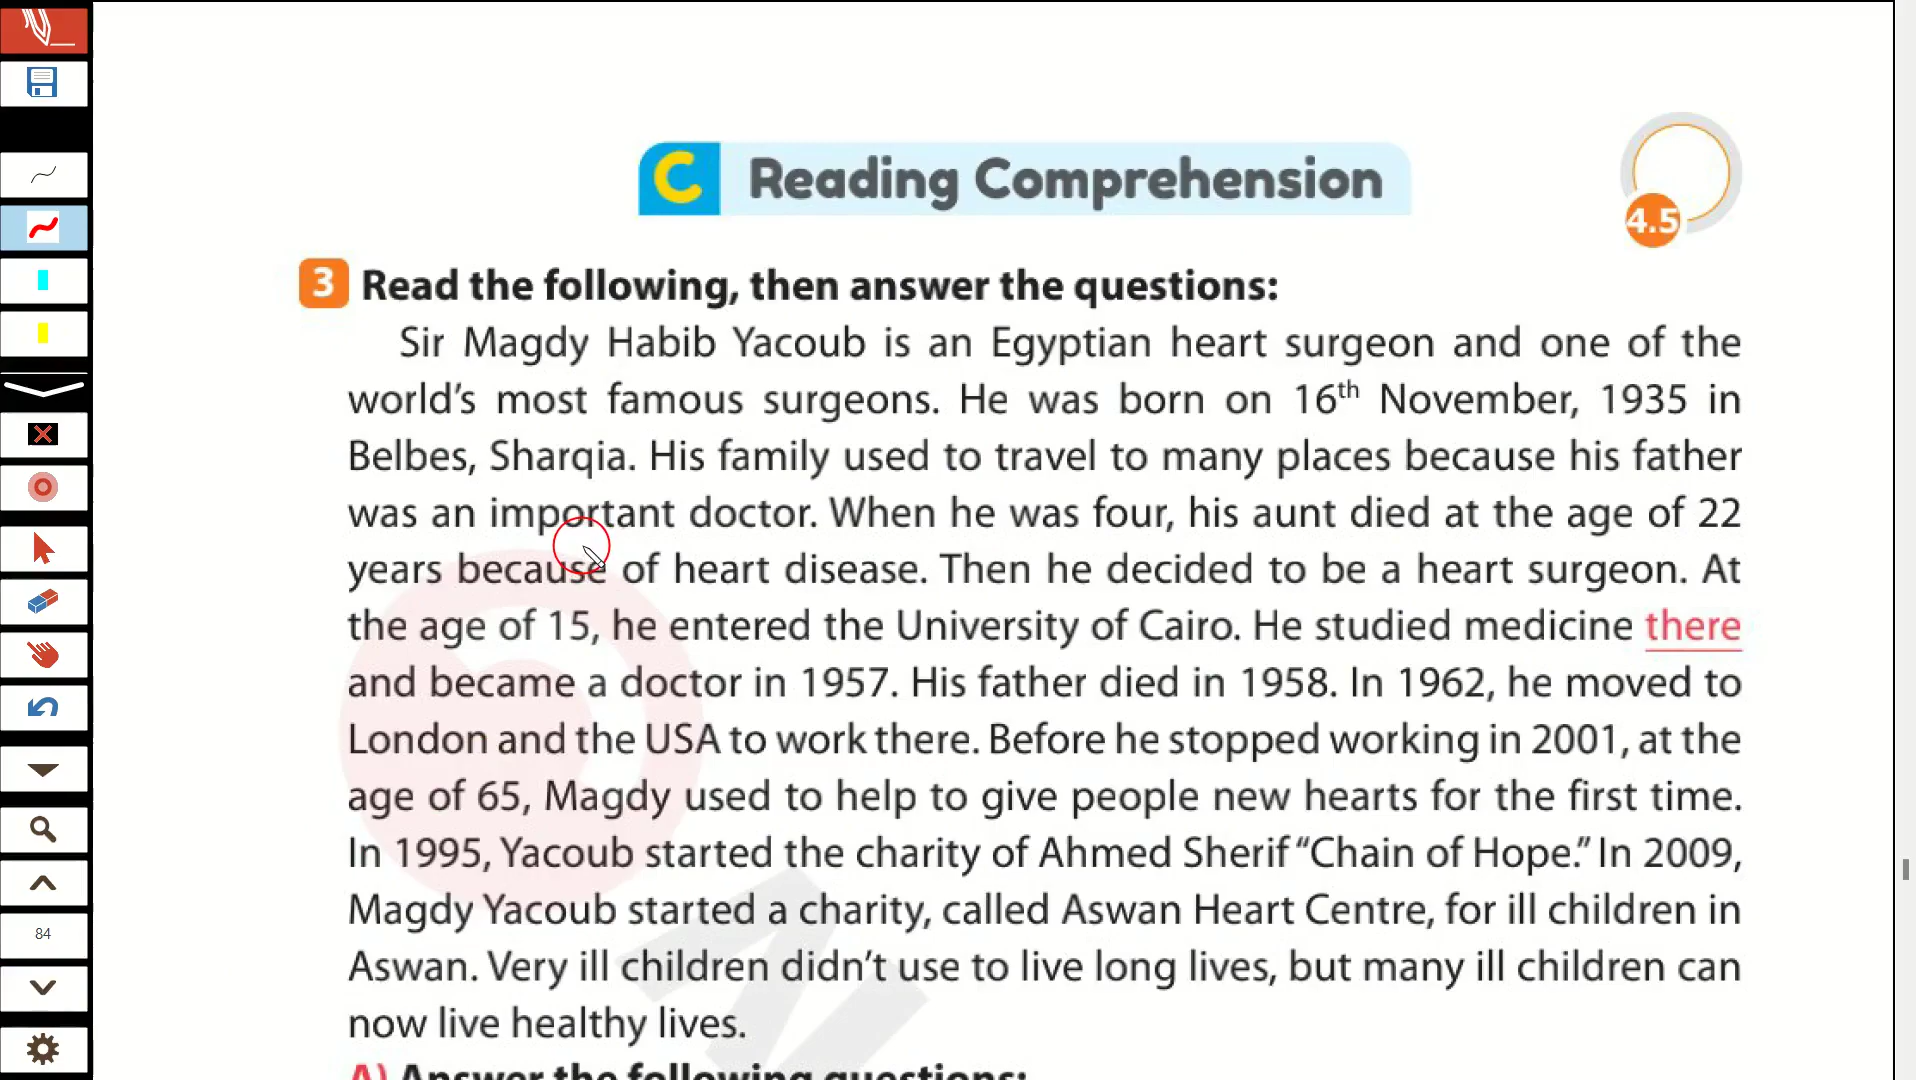 C Reading Comprehension
4.5
3 Read the following, then answer the questions:
Sir Magdy Habib Yacoub is an Egyptian heart surgeon and one of the
world's most famous surgeons. He was born on 16th November, 1935 in
Belbes, Sharqia. His family used to travel to many places because his father
was an important doctor. When he was four, his aunt died at the age of 22
years because of heart disease. Then he decided to be a heart surgeon. At
the age of 15, he entered the University of Cairo. He studied medicine there
and became a doctor in 1957. His father died in 1958. In 1962, he moved to
London and the USA to work there. Before he stopped working in 2001, at the
age of 65, Magdy used to help to give people new hearts for the first time.
In 1995, Yacoub started the charity of Ahmed Sherif “Chain of Hope.” In 2009,
Magdy Yacoub started a charity, called Aswan Heart Centre, for ill children in
Aswan. Very ill children didn't use to live long lives, but many ill children can
now live healthy lives.
A) Answer the following questions:
84